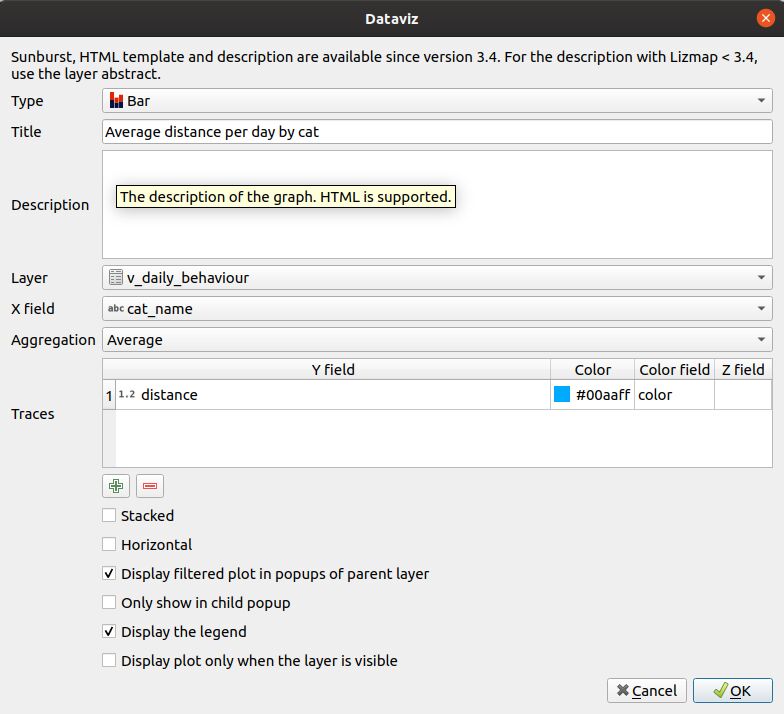 Dataviz
Sunburst, HTML template and description are available since version 3.4. For the description with Lizmap < 3.4,
use the layer abstract.
Type Bar
Title Average distance per day by cat
Description The description of the graph. HTML is supported.
Layer v_daily_behaviour
X field abc cat_name
Aggregation Average
Y field Color Color field Z field
1 1.2 distance #00aaff color
Traces
Stacked
Horizontal
Display filtered plot in popups of parent layer
Only show in child popup
Display the legend
Display plot only when the layer is visible
Cancel OK